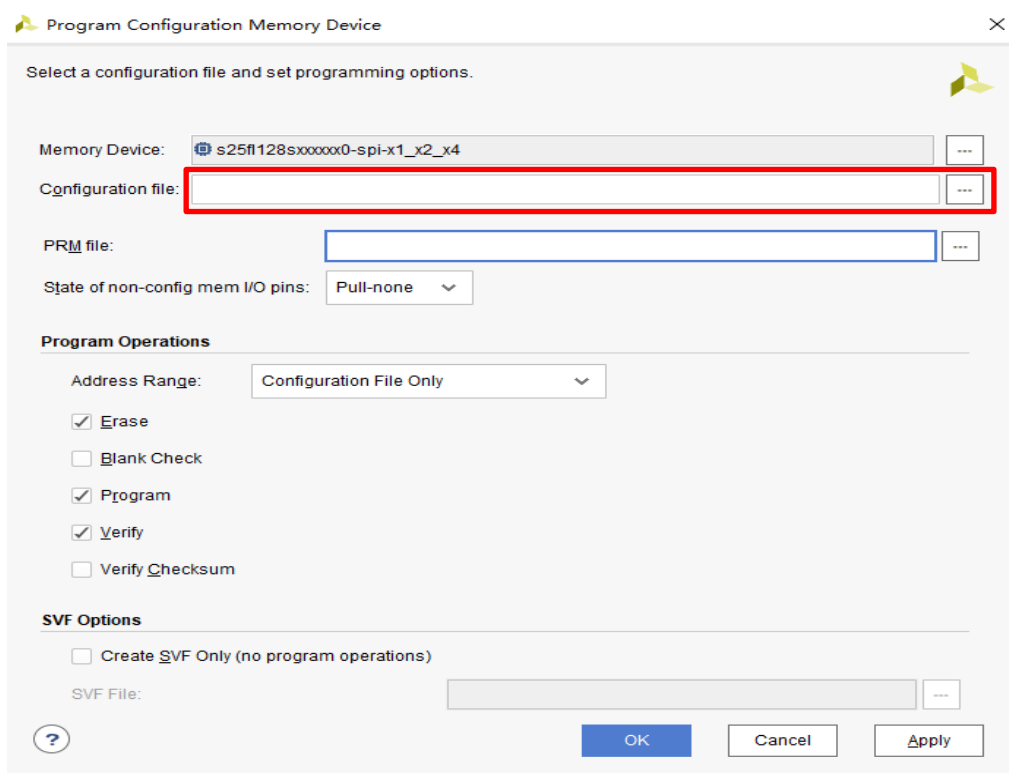 Program Configuration Memory Device
Select a configuration file and set programming options.
Memory Device: s25fl128sxxxxxx0-spi-x1_x2_x4 ---
Configuration file: ---
PRM file: ---
State of non-config mem I/O pins: Pull-none
Program Operations
Address Range: Configuration File Only
Erase
Blank Check
Program
Verify
Verify Checksum
SVF Options
Create SVF Only (no program operations)
SVF File: ---
? OK Cancel Apply